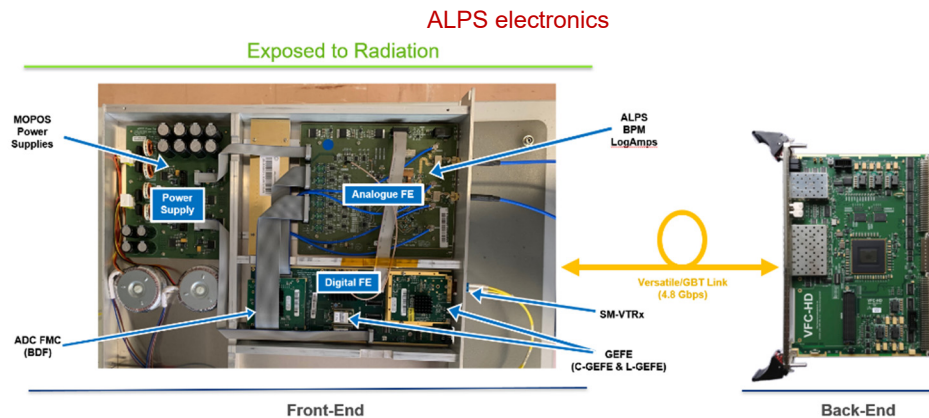 ALPS electronics
Exposed to Radiation
MOPOS
Power
Supplies
ALPS
BPM
LogAmps
Power
Supply
Analogue FE
Digital FE
Versatile/GBT Link
(4.8 Gbps)
SM-VTRx
ADC FMC
(BDF)
GEFE
(C-GEFE & L-GEFE)
VFC-HD
Front-End
Back-End